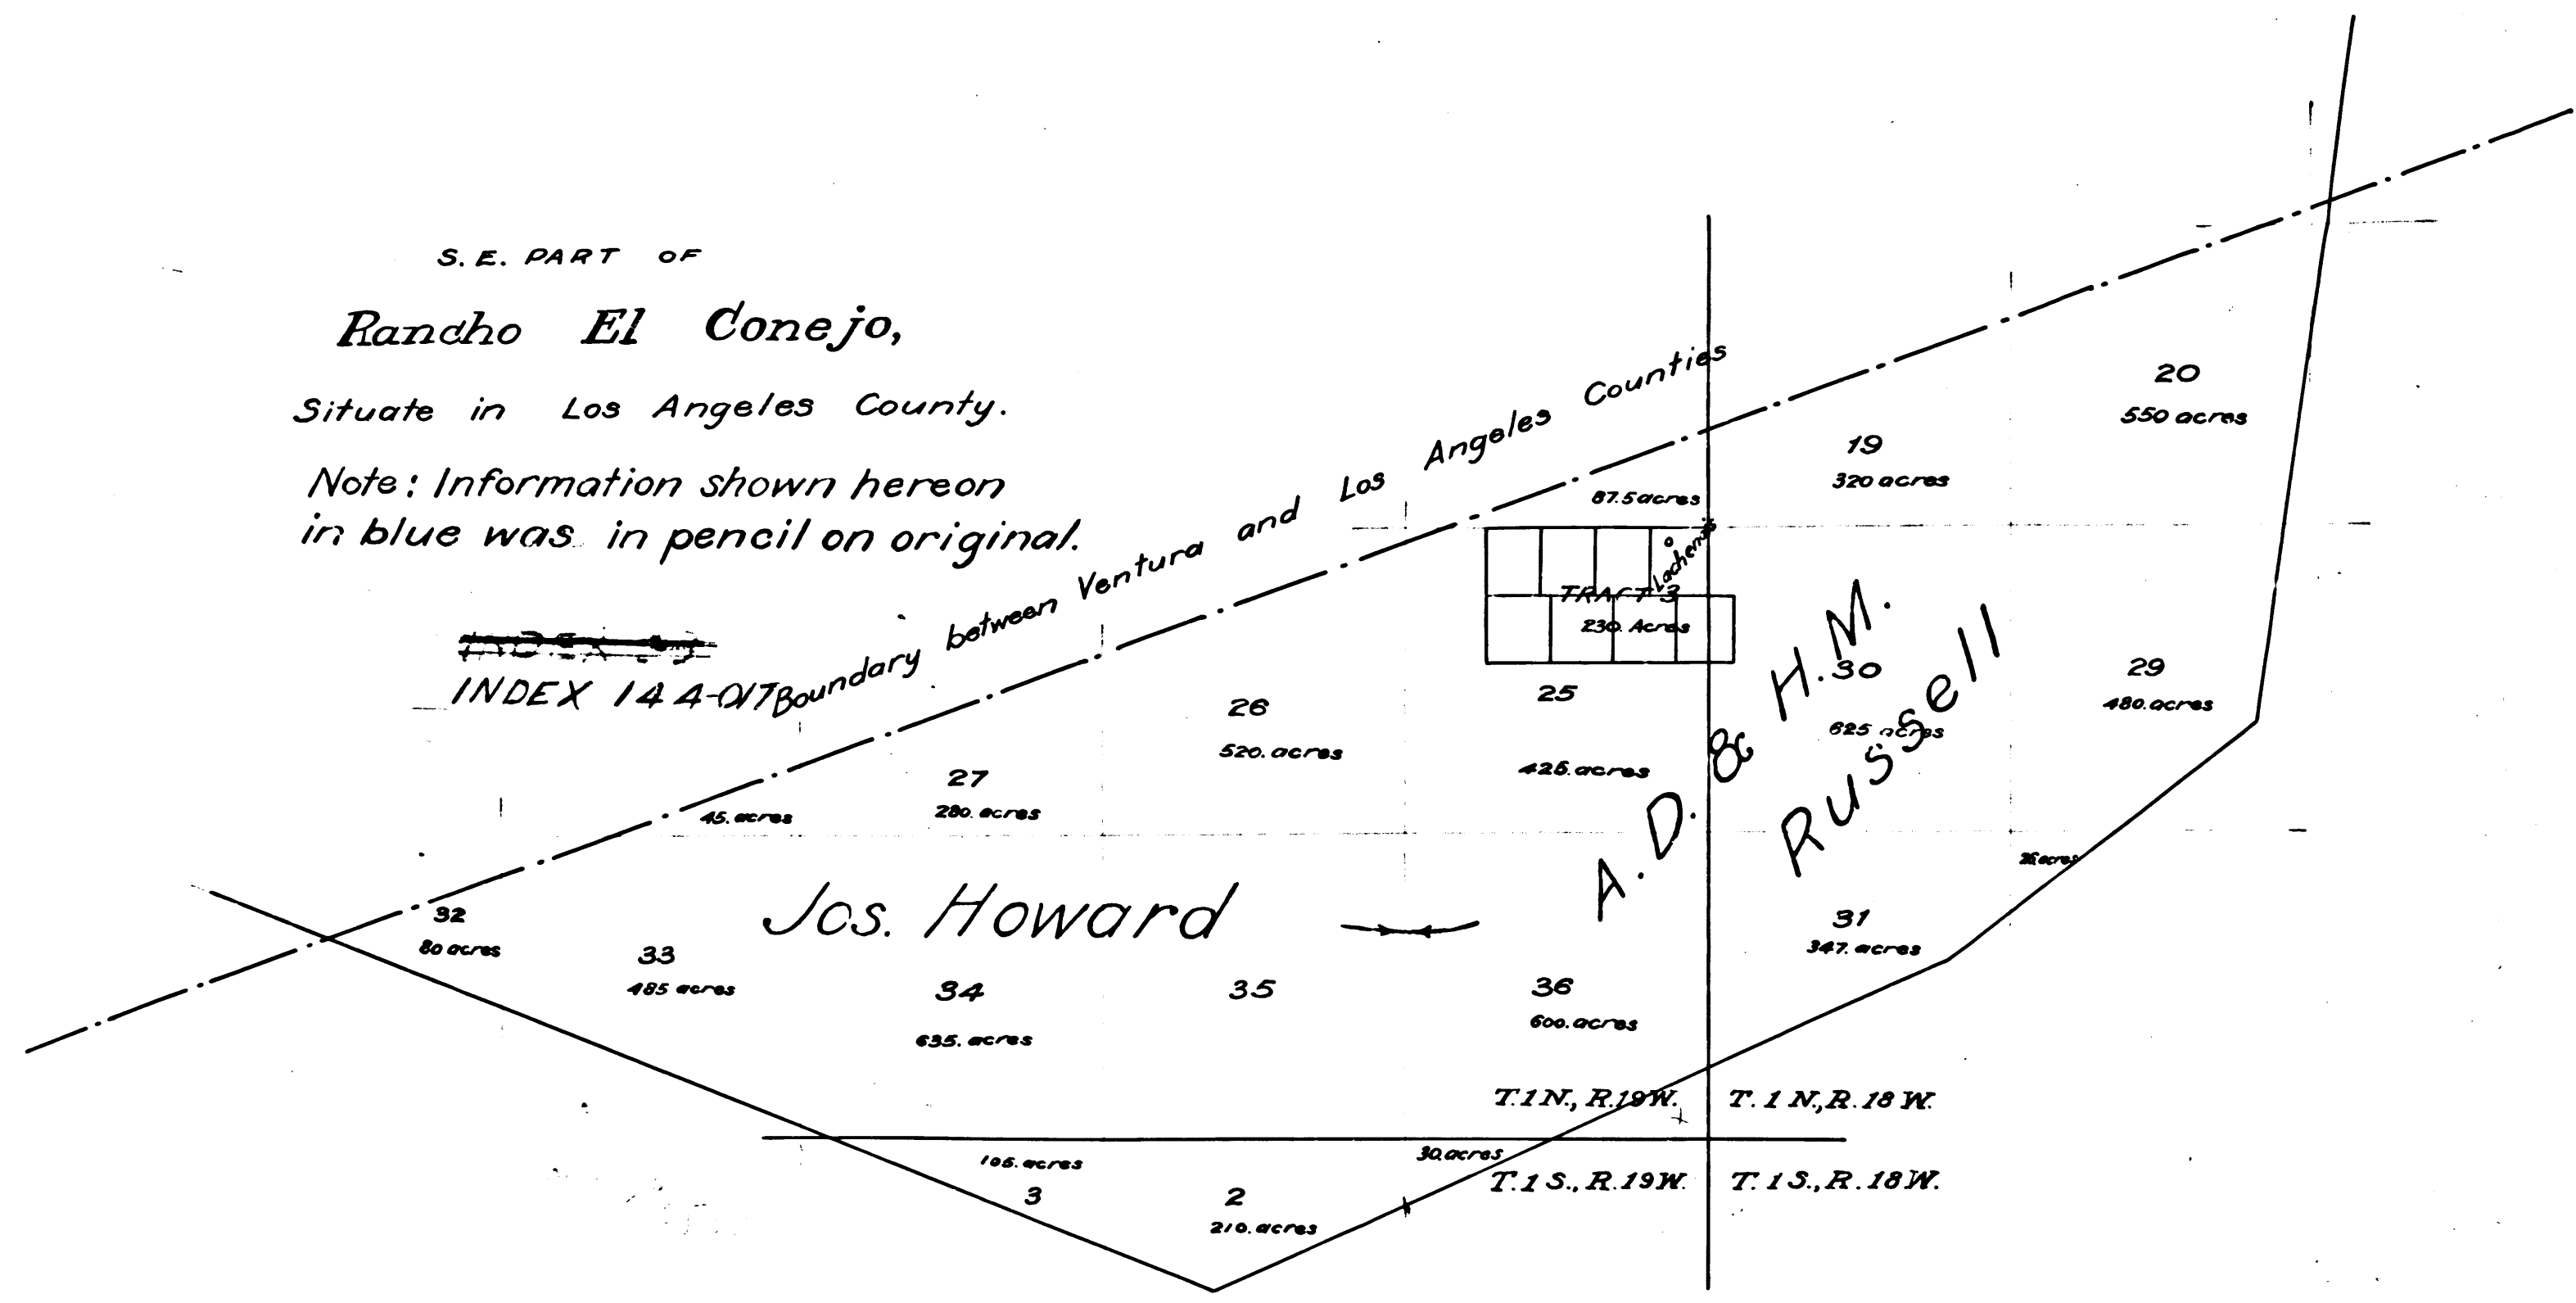 S. E. PART OF
Rancho El Conejo,
Situate in Los Angeles County.
Note: Information shown hereon
in blue was in pencil on original.
INDEX 144-017
Boundary between Ventura and Los Angeles Counties
20
550 acres
19
320 acres
87.5 acres
TRACT 3
230. Acres
A. D. & H. M.
Russell
30
625 acres
29
480. acres
25
425. acres
26
520. acres
27
280. acres
45. acres
Jos. Howard
32
80 acres
33
485 acres
34
635. acres
35
36
600. acres
31
347. acres
T. 1 N., R. 19 W.
T. 1 N., R. 18 W.
105. acres
3
2
210. acres
30. acres
T. 1 S., R. 19 W.
T. 1 S., R. 18 W.